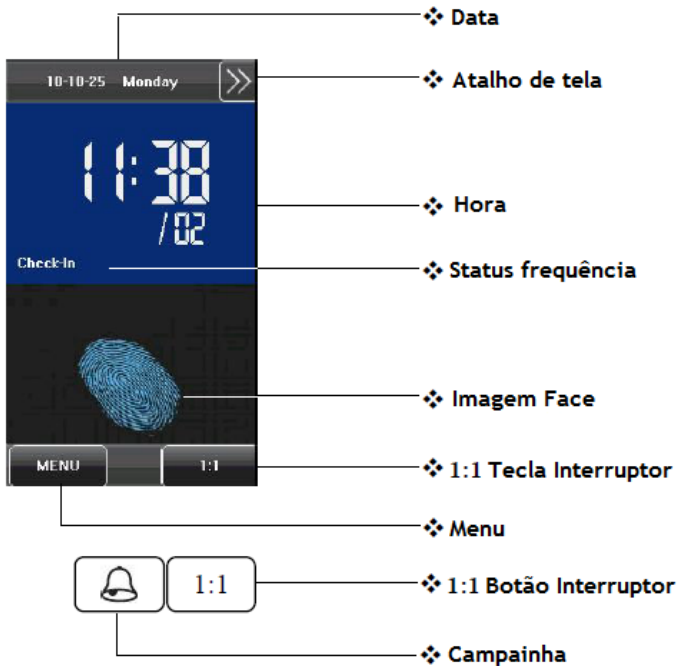 Data
10-10-25 Monday
Atalho de tela
11:38
/02
Hora
Check-In
Status frequência
Imagem Face
MENU
1:1
1:1 Tecla Interruptor
Menu
1:1
1:1 Botão Interruptor
Campainha